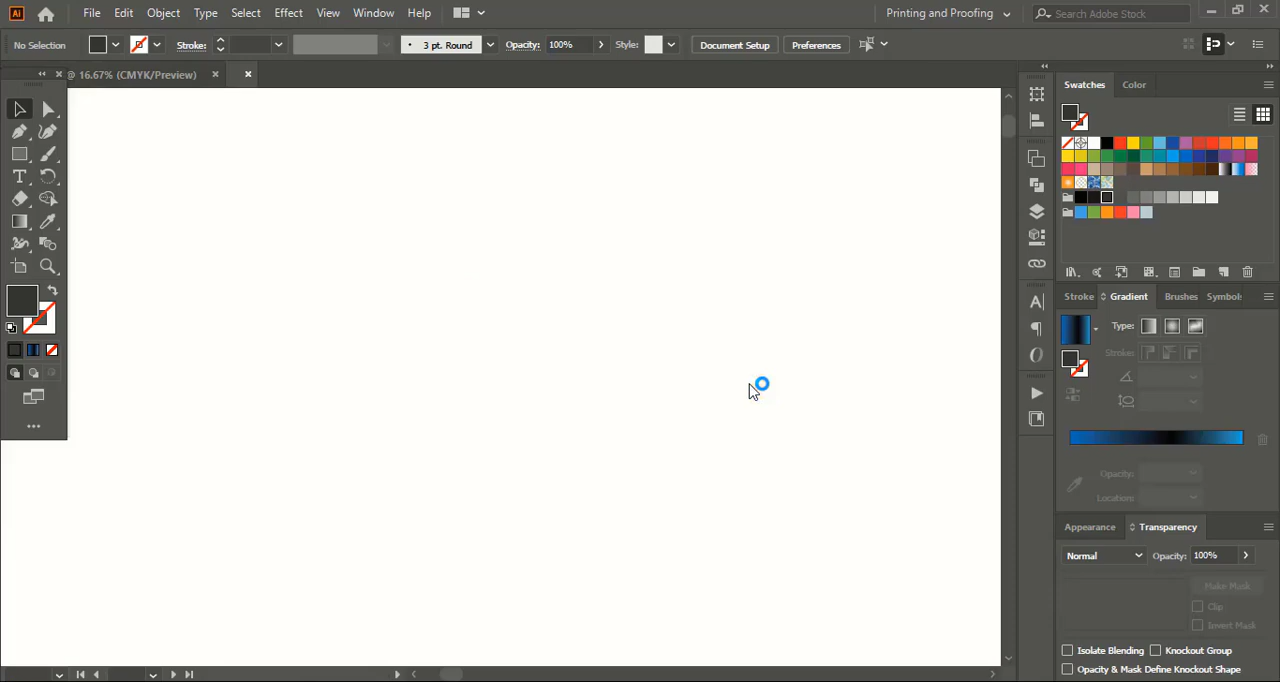 Ai File Edit Object Type Select Effect View Window Help Printing and Proofing Search Adobe Stock
No Selection Stroke: 3 pt. Round Opacity: 100% Style: Document Setup Preferences
@ 16.67% (CMYK/Preview)
Swatches Color
Stroke Gradient Brushes Symbols
Type:
Stroke:
Opacity:
Location:
Appearance Transparency
Normal Opacity: 100%
Make Mask
Clip
Invert Mask
Isolate Blending Knockout Group
Opacity & Mask Define Knockout Shape